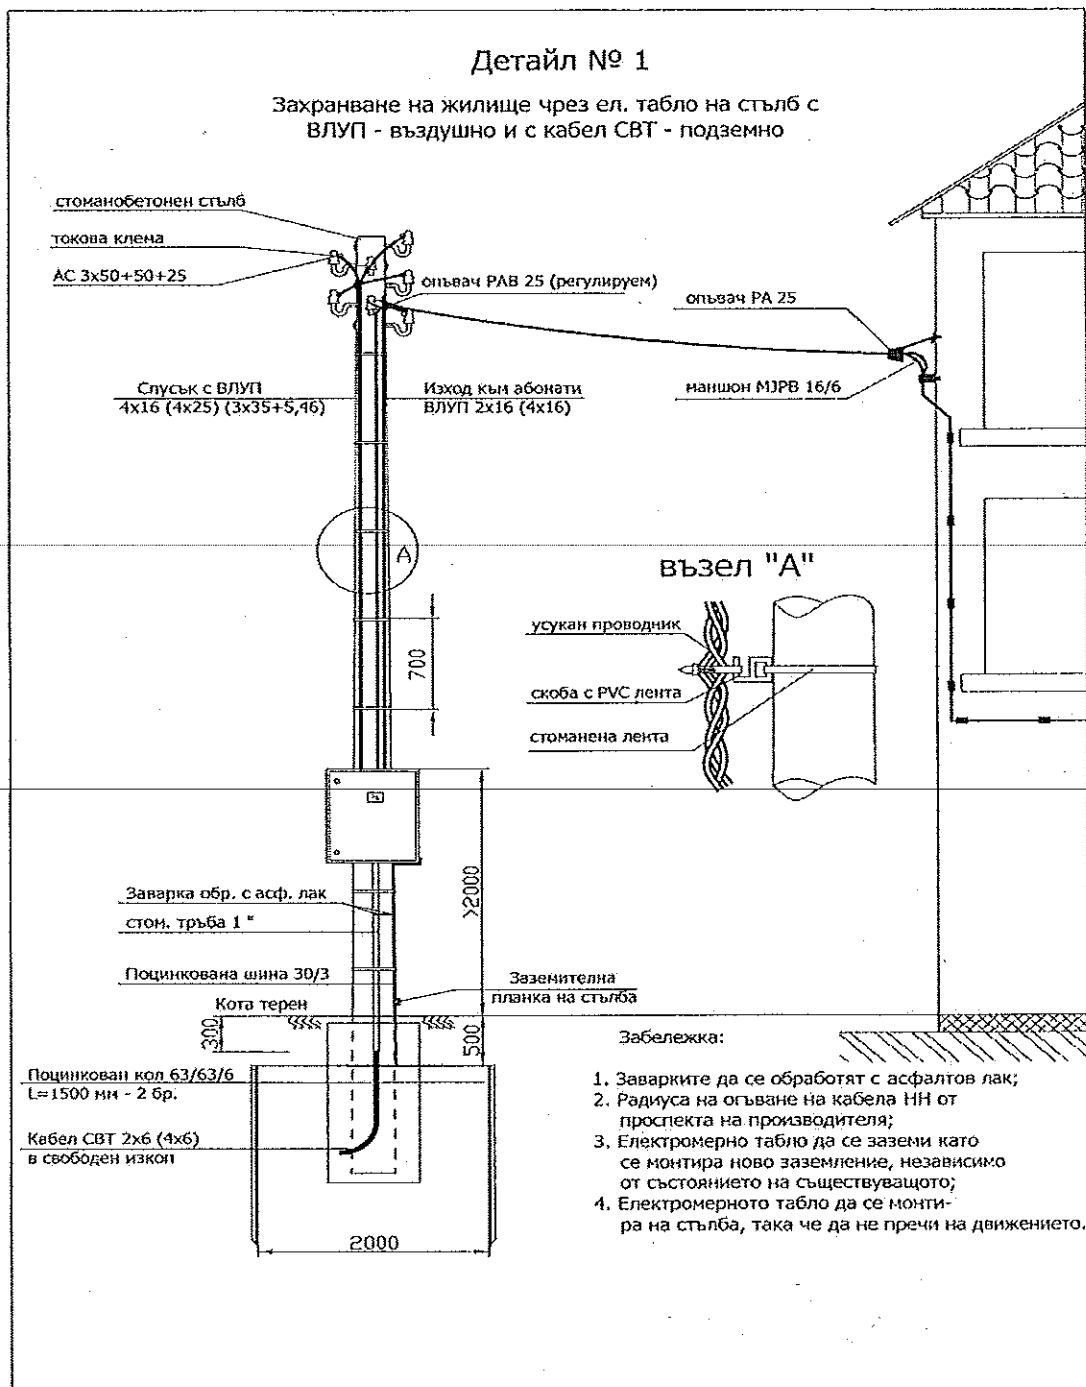 Детайл № 1
Захранване на жилище чрез ел. табло на стълб с
ВЛУП - въздушно и с кабел СВТ - подземно
стоманобетонен стълб
токова клема
АС 3х50+50+25
опъвач РАВ 25 (регулируем)
опъвач РА 25
маншон MJPB 16/6
Спусък с ВЛУП
4х16 (4х25) (3х35+5,46)
Изход към абонати
ВЛУП 2х16 (4х16)
А
възел "А"
усукан проводник
скоба с PVC лента
стоманена лента
700
>2000
Заварка обр. с асф. лак
стом. тръба 1 "
Поцинкована шина 30/3
Заземителна
планка на стълба
Кота терен
300
500
Поцинкован кол 63/63/6
L=1500 мм - 2 бр.
Кабел СВТ 2х6 (4х6)
в свободен изкоп
2000
Забележка:
1. Заварките да се обработят с асфалтов лак;
2. Радиуса на огъване на кабела НН от
проспекта на производителя;
3. Електромерно табло да се заземи като
се монтира ново заземление, независимо
от състоянието на съществуващото;
4. Електромерното табло да се монти-
ра на стълба, така че да не пречи на движението.